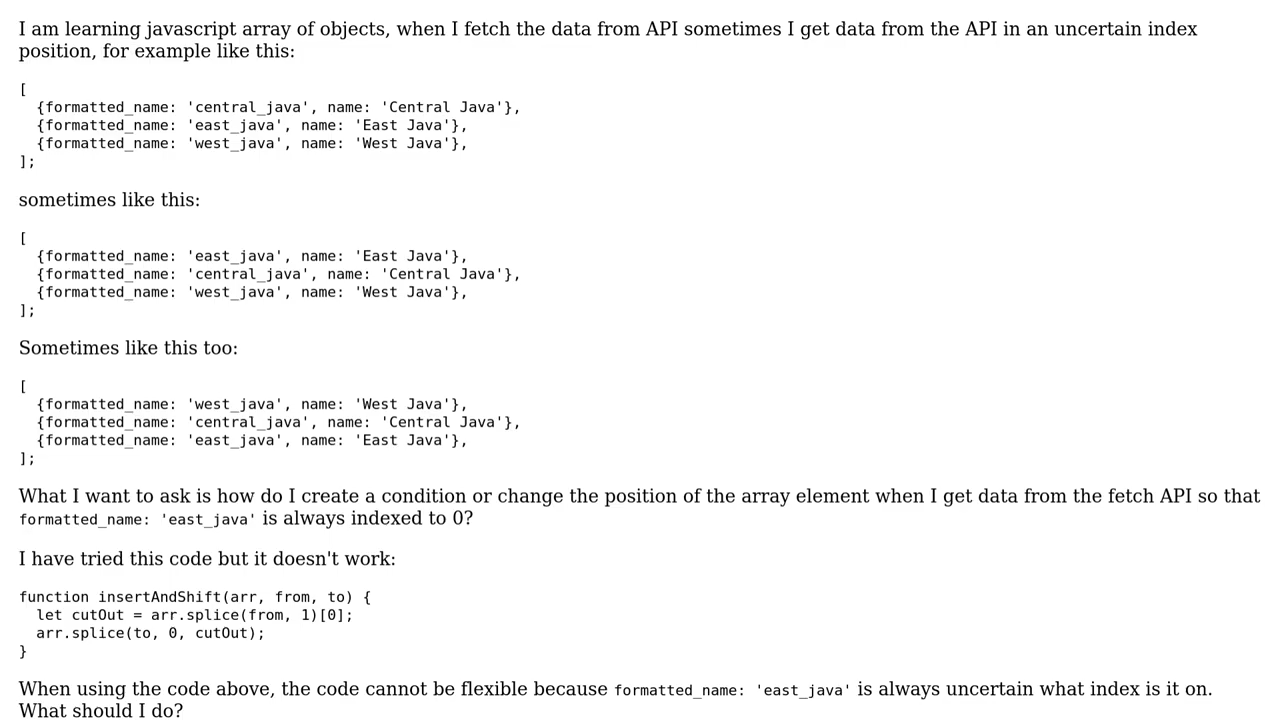 I am learning javascript array of objects, when I fetch the data from API sometimes I get data from the API in an uncertain index
position, for example like this:
[
  {formatted_name: 'central_java', name: 'Central Java'},
  {formatted_name: 'east_java', name: 'East Java'},
  {formatted_name: 'west_java', name: 'West Java'},
];
sometimes like this:
[
  {formatted_name: 'east_java', name: 'East Java'},
  {formatted_name: 'central_java', name: 'Central Java'},
  {formatted_name: 'west_java', name: 'West Java'},
];
Sometimes like this too:
[
  {formatted_name: 'west_java', name: 'West Java'},
  {formatted_name: 'central_java', name: 'Central Java'},
  {formatted_name: 'east_java', name: 'East Java'},
];
What I want to ask is how do I create a condition or change the position of the array element when I get data from the fetch API so that
formatted_name: 'east_java' is always indexed to 0?
I have tried this code but it doesn't work:
function insertAndShift(arr, from, to) {
  let cutOut = arr.splice(from, 1)[0];
  arr.splice(to, 0, cutOut);
}
When using the code above, the code cannot be flexible because formatted_name: 'east_java' is always uncertain what index is it on.
What should I do?